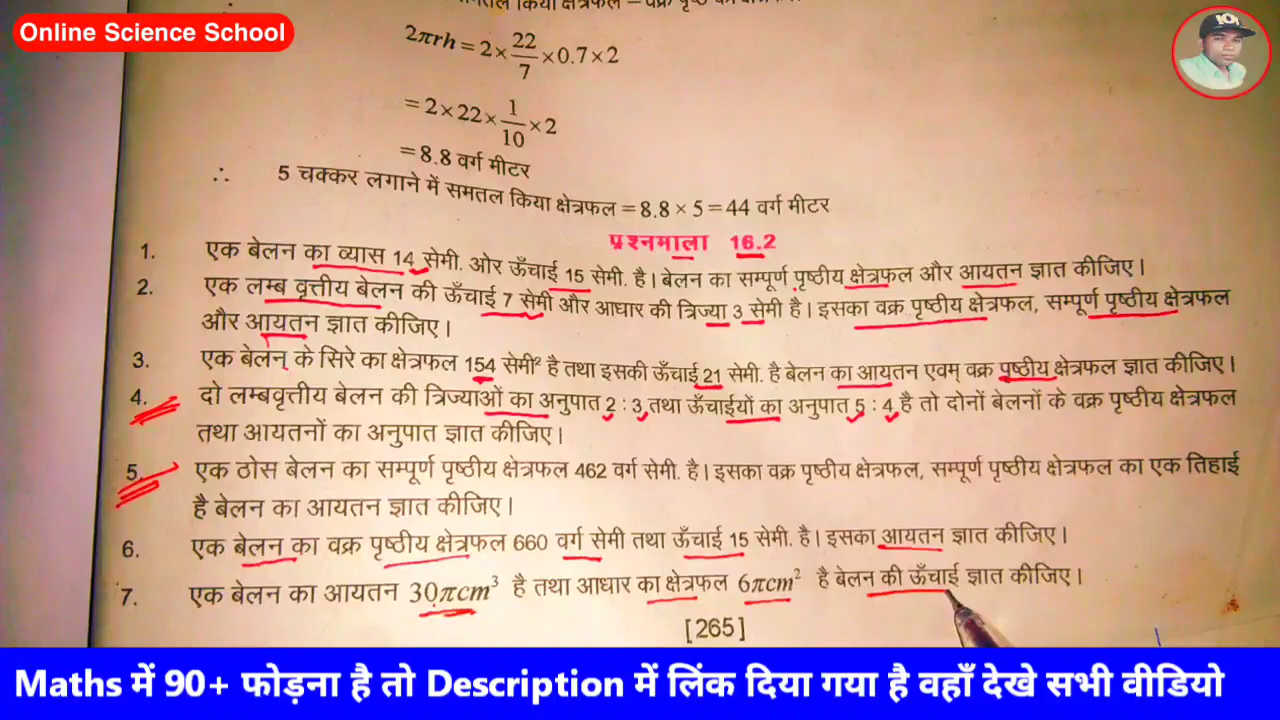 Online Science School
किया क्षेत्रफल = वक्र पृष्ठ
2πrh = 2 × 22/7 × 0.7 × 2
= 2 × 22 × 1/10 × 2
= 8.8 वर्ग मीटर
∴ 5 चक्कर लगाने में समतल किया क्षेत्रफल = 8.8 × 5 = 44 वर्ग मीटर
प्रश्नमाला 16.2
1. एक बेलन का व्यास 14 सेमी. ओर ऊँचाई 15 सेमी. है। बेलन का सम्पूर्ण पृष्ठीय क्षेत्रफल और आयतन ज्ञात कीजिए।
2. एक लम्ब वृत्तीय बेलन की ऊँचाई 7 सेमी और आधार की त्रिज्या 3 सेमी है। इसका वक्र पृष्ठीय क्षेत्रफल, सम्पूर्ण पृष्ठीय क्षेत्रफल
और आयतन ज्ञात कीजिए।
3. एक बेलन् के सिरे का क्षेत्रफल 154 सेमी² है तथा इसकी ऊँचाई 21 सेमी. है बेलन का आयतन एवम् वक्र पृष्ठीय क्षेत्रफल ज्ञात कीजिए।
4. दो लम्बवृत्तीय बेलन की त्रिज्याओं का अनुपात 2 : 3 तथा ऊँचाईयों का अनुपात 5 : 4 है तो दोनों बेलनों के वक्र पृष्ठीय क्षेत्रफल
तथा आयतनों का अनुपात ज्ञात कीजिए।
5. एक ठोस बेलन का सम्पूर्ण पृष्ठीय क्षेत्रफल 462 वर्ग सेमी. है। इसका वक्र पृष्ठीय क्षेत्रफल, सम्पूर्ण पृष्ठीय क्षेत्रफल का एक तिहाई
है बेलन का आयतन ज्ञात कीजिए।
6. एक बेलन का वक्र पृष्ठीय क्षेत्रफल 660 वर्ग सेमी तथा ऊँचाई 15 सेमी. है। इसका आयतन ज्ञात कीजिए।
7. एक बेलन का आयतन 30πcm³ है तथा आधार का क्षेत्रफल 6πcm² है बेलन की ऊँचाई ज्ञात कीजिए।
[265]
Maths में 90+ फोड़ना है तो Description में लिंक दिया गया है वहाँ देखे सभी वीडियो